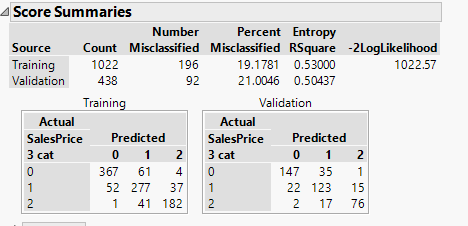 Score Summaries
Number Percent Entropy
Source Count Misclassified Misclassified RSquare -2LogLikelihood
Training 1022 196 19.1781 0.53000 1022.57
Validation 438 92 21.0046 0.50437
Training Validation
Actual Actual
SalesPrice Predicted SalesPrice Predicted
3 cat 0 1 2 3 cat 0 1 2
0 367 61 4 0 147 35 1
1 52 277 37 1 22 123 15
2 1 41 182 2 2 17 76